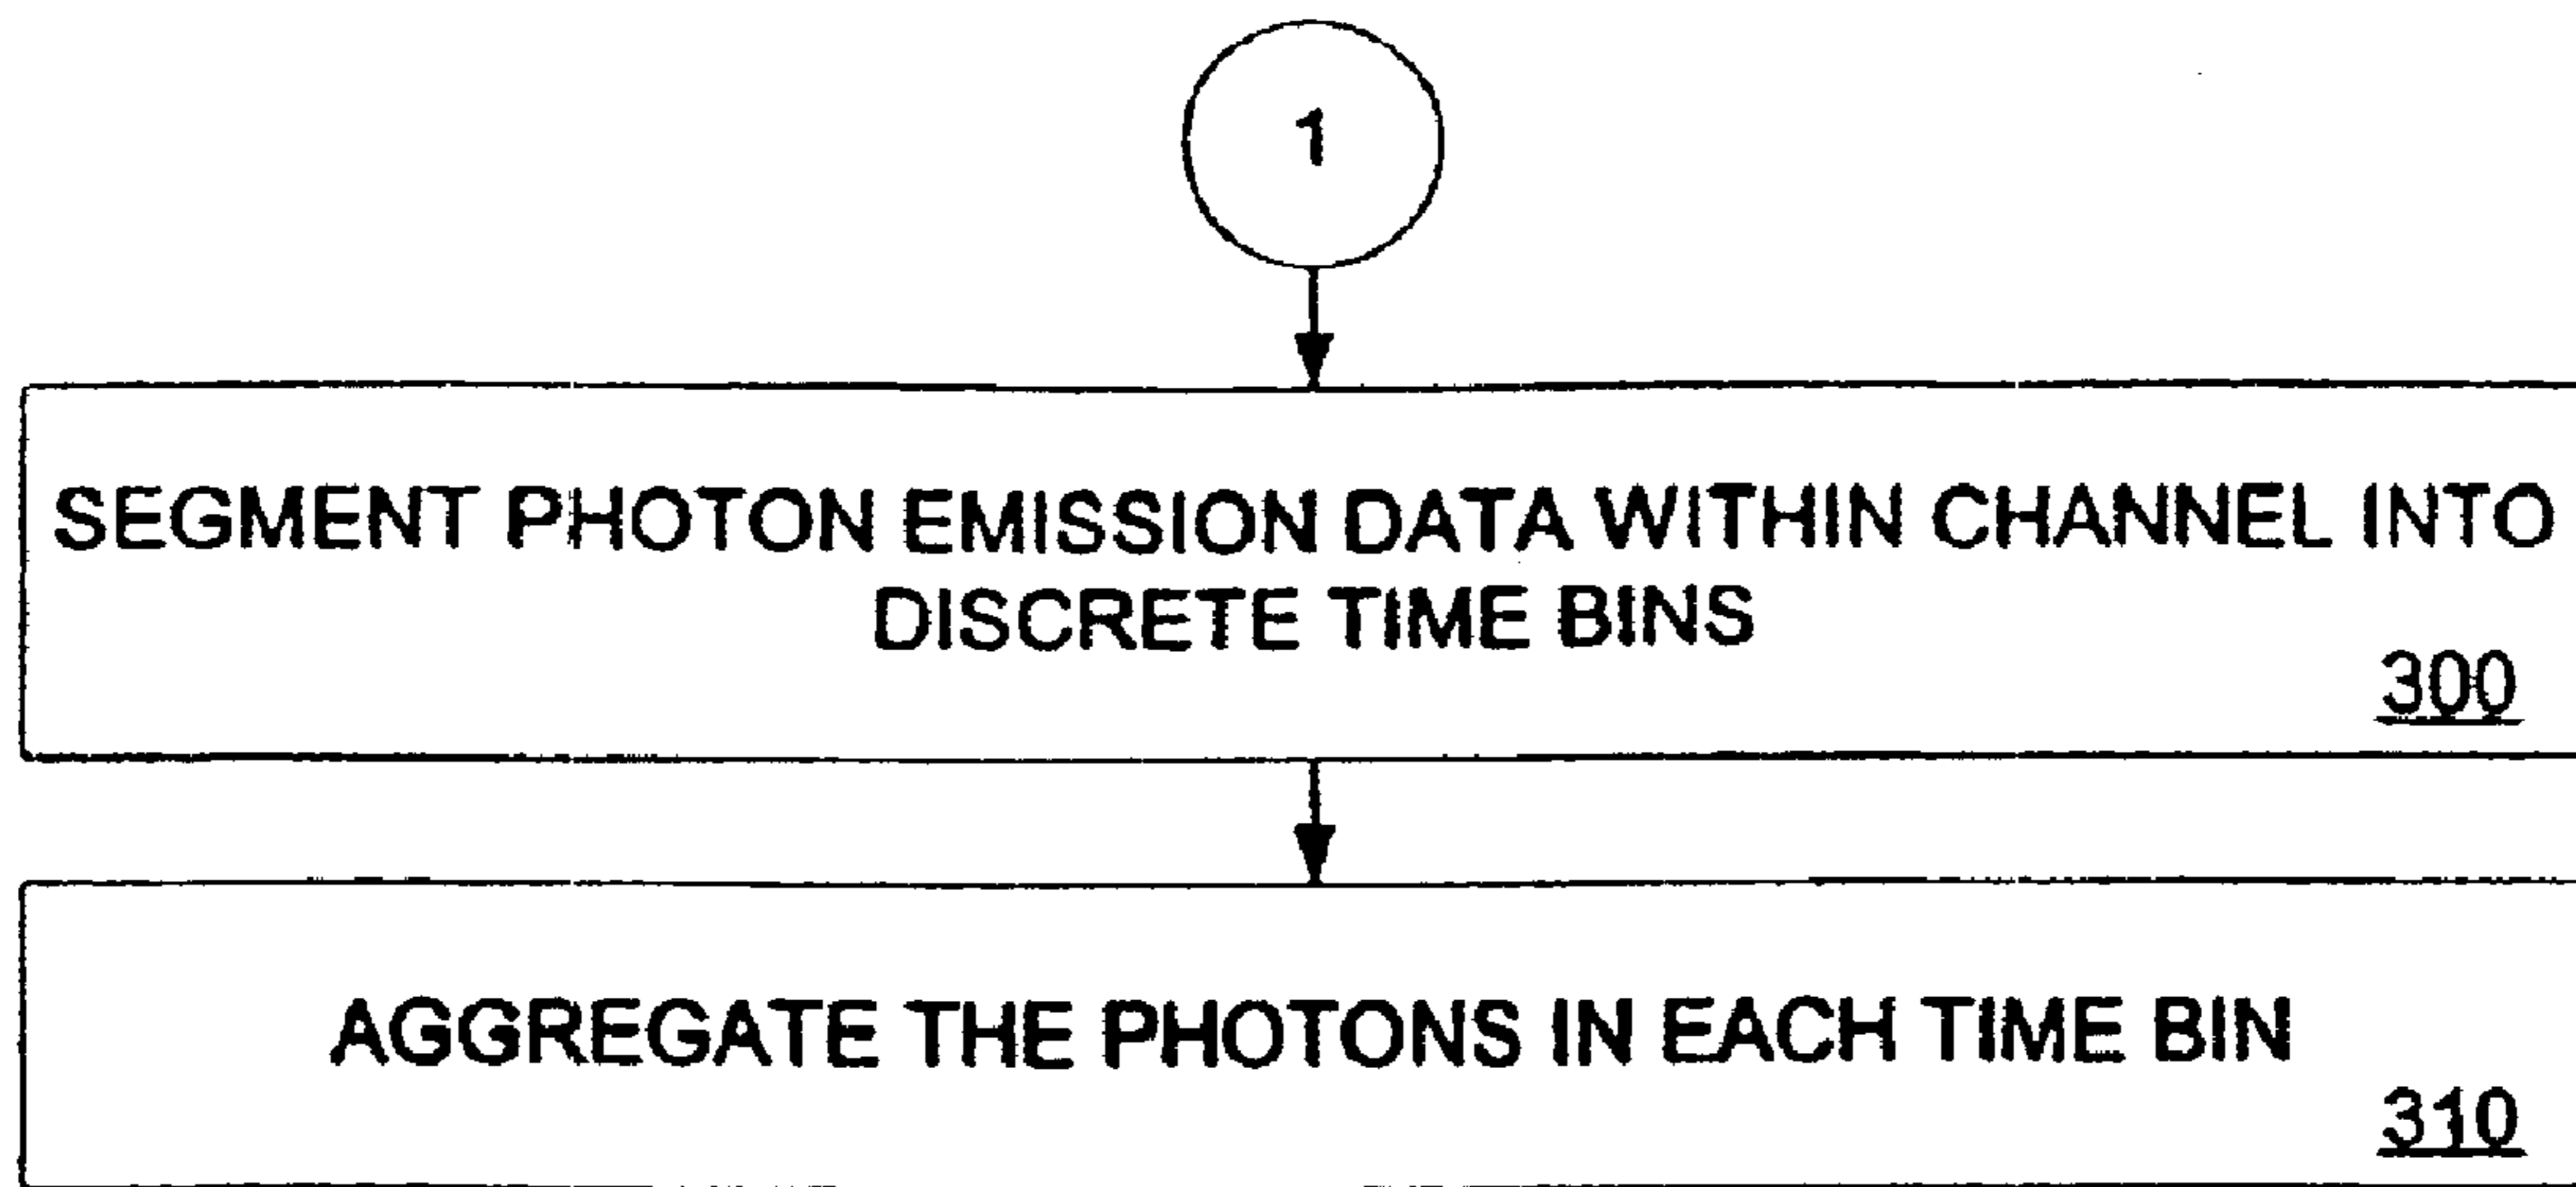 1
SEGMENT PHOTON EMISSION DATA WITHIN CHANNEL INTO
DISCRETE TIME BINS
300
AGGREGATE THE PHOTONS IN EACH TIME BIN
310